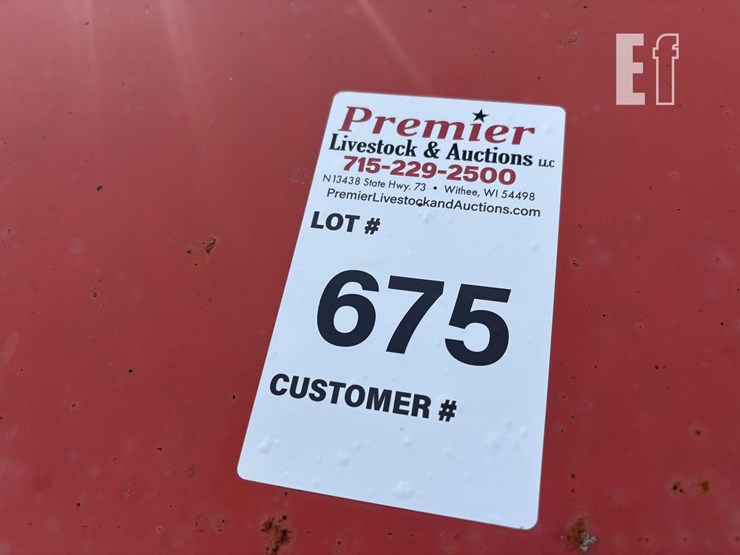 Ef
Premier
Livestock & Auctions LLC
715-229-2500
N13438 State Hwy. 73 • Withee, WI 54498
PremierLivestockandAuctions.com
LOT #
675
CUSTOMER #